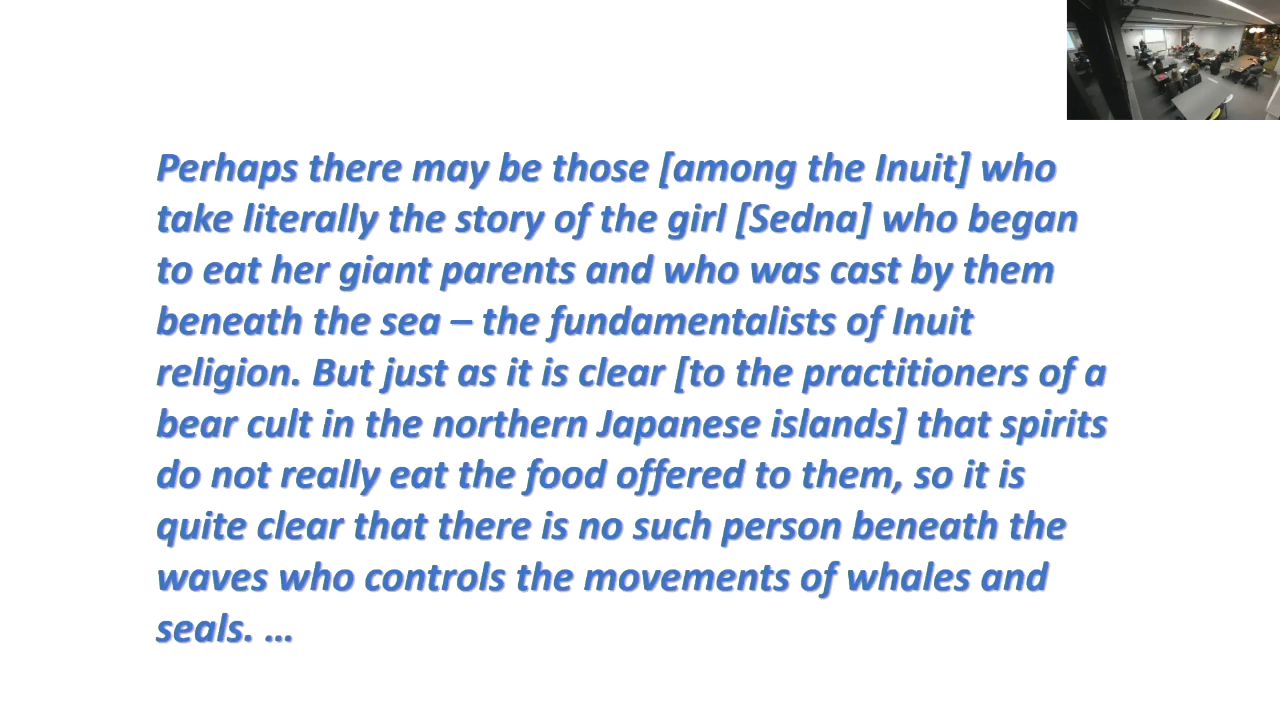 Perhaps there may be those [among the Inuit] who
take literally the story of the girl [Sedna] who began
to eat her giant parents and who was cast by them
beneath the sea – the fundamentalists of Inuit
religion. But just as it is clear [to the practitioners of a
bear cult in the northern Japanese islands] that spirits
do not really eat the food offered to them, so it is
quite clear that there is no such person beneath the
waves who controls the movements of whales and
seals. …